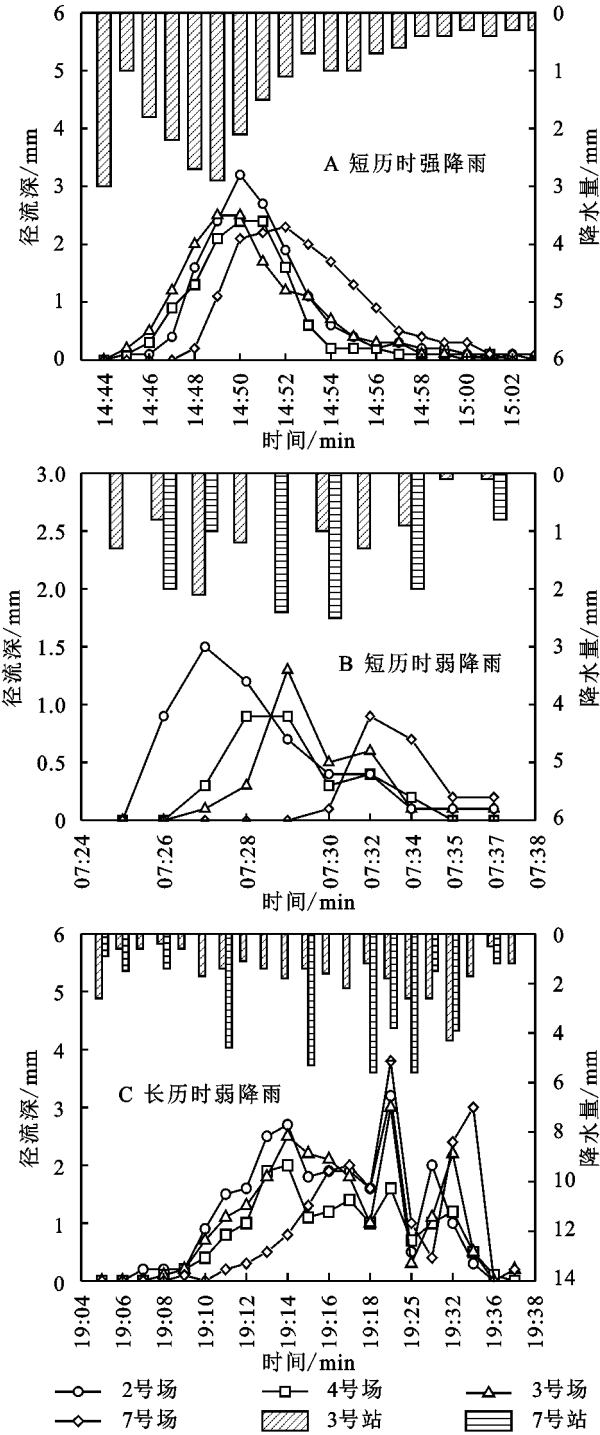 6 5 4 3 2 1 0
径流深/mm
0 1 2 3 4 5 6
降水量/mm
A 短历时强降雨
14:44 14:46 14:48 14:50 14:52 14:54 14:56 14:58 15:00 15:02
时间/min
3.0 2.5 2.0 1.5 1.0 0.5 0
径流深/mm
0 1 2 3 4 5 6
降水量/mm
B 短历时弱降雨
07:24 07:26 07:28 07:30 07:32 07:34 07:35 07:37 07:38
时间/min
6 5 4 3 2 1 0
径流深/mm
0 2 4 6 8 10 12 14
降水量/mm
C 长历时弱降雨
19:04 19:06 19:08 19:10 19:12 19:14 19:16 19:18 19:25 19:32 19:36 19:38
时间/min
2号场 4号场 3号场
7号场 3号站 7号站